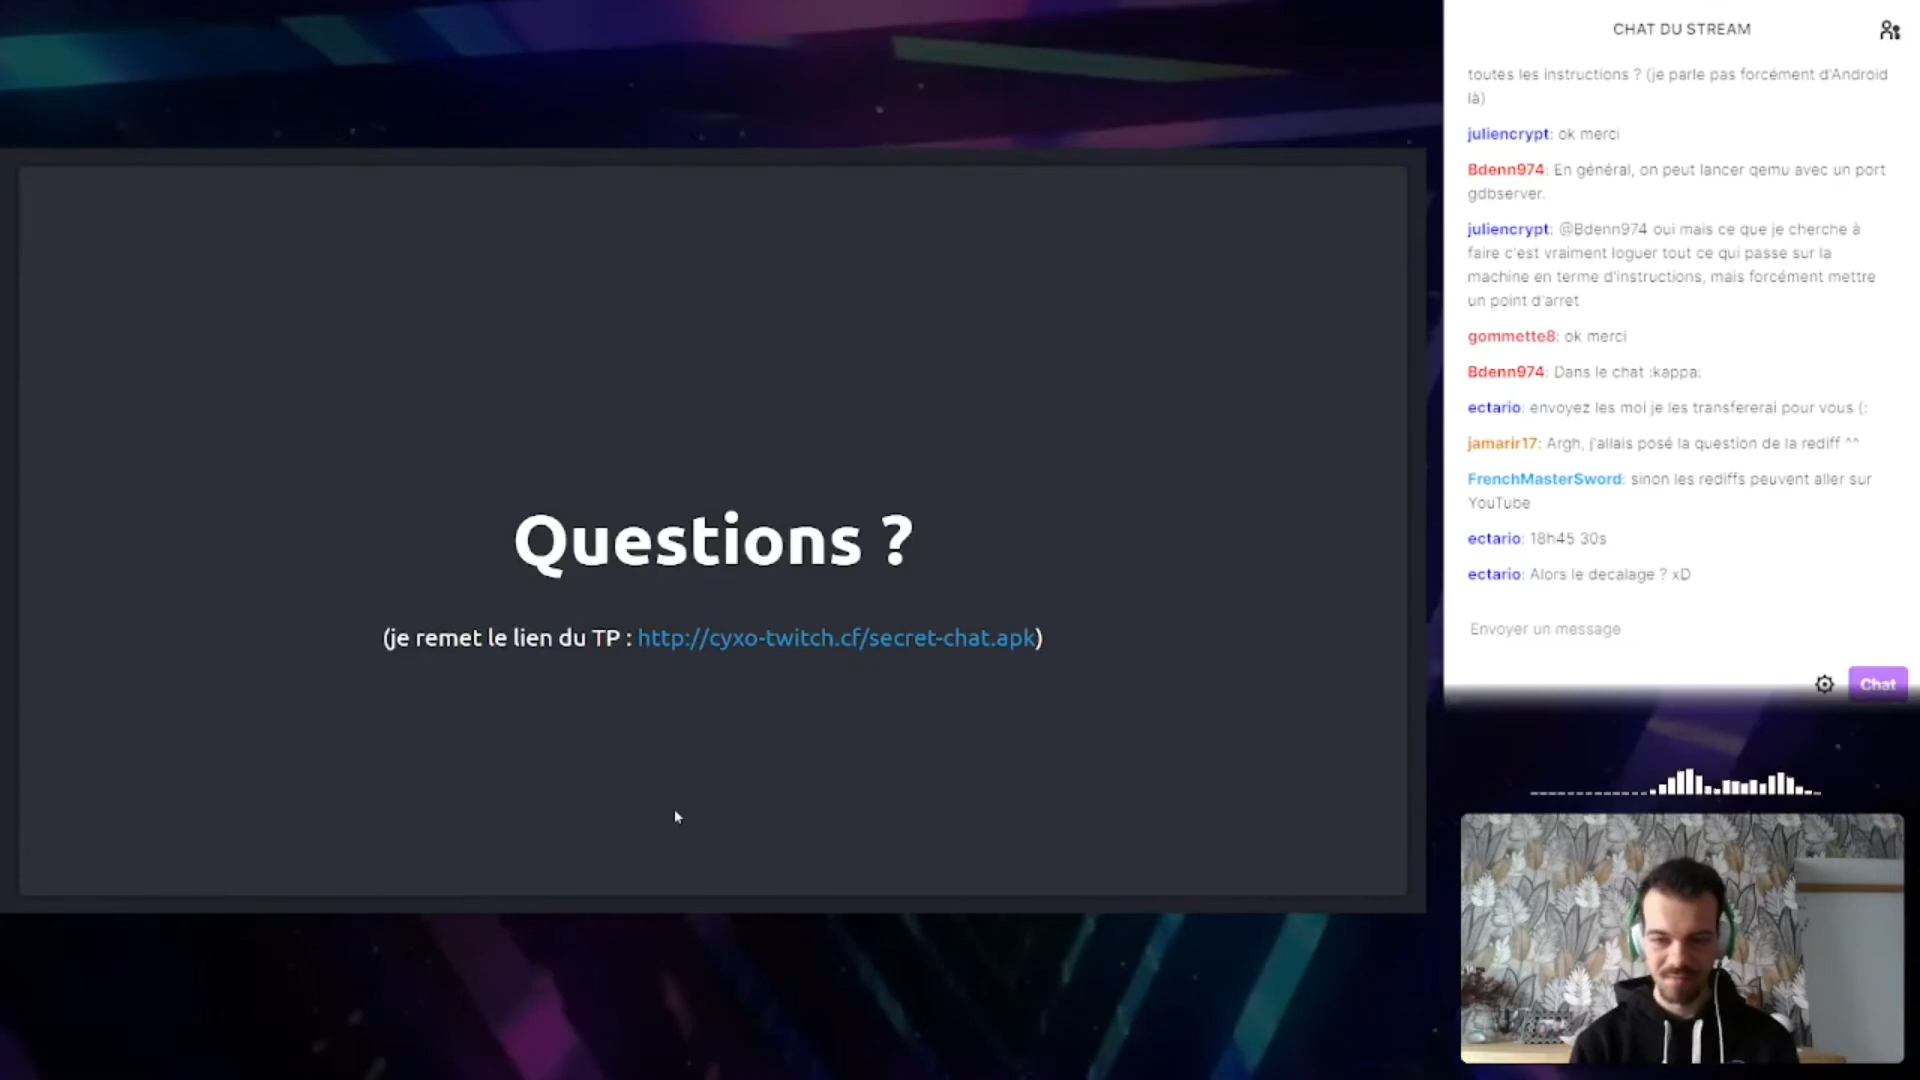 Questions ?
(je remet le lien du TP : http://cyxo-twitch.cf/secret-chat.apk)
CHAT DU STREAM
toutes les instructions ? (je parle pas forcément d'Android
là)
juliencrypt: ok merci
Bdenn974: En général, on peut lancer qemu avec un port
gdbserver.
juliencrypt: @Bdenn974 oui mais ce que je cherche à
faire c'est vraiment loguer tout ce qui passe sur la
machine en terme d'instructions, mais forcément mettre
un point d'arret
gommette8: ok merci
Bdenn974: Dans le chat :kappa:
ectario: envoyez les moi je les transfererai pour vous (:
jamarir17: Argh, j'allais posé la question de la rediff ^^
FrenchMasterSword: sinon les rediffs peuvent aller sur
YouTube
ectario: 18h45 30s
ectario: Alors le decalage ? xD
Envoyer un message
Chat